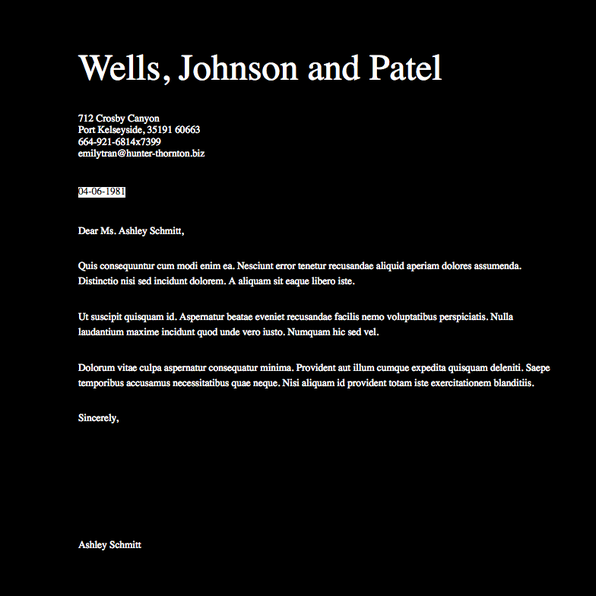 Wells, Johnson and Patel
712 Crosby Canyon
Port Kelseyside, 35191 60663
664-921-6814x7399
emilytran@hunter-thornton.biz
04-06-1981
Dear Ms. Ashley Schmitt,
Quis consequuntur cum modi enim ea. Nesciunt error tenetur recusandae aliquid aperiam dolores assumenda.
Distinctio nisi sed incidunt dolorem. A aliquam sit eaque libero iste.
Ut suscipit quisquam id. Aspernatur beatae eveniet recusandae facilis nemo voluptatibus perspiciatis. Nulla
laudantium maxime incidunt quod unde vero iusto. Numquam hic sed vel.
Dolorum vitae culpa aspernatur consequatur minima. Provident aut illum cumque expedita quisquam deleniti. Saepe
temporibus accusamus necessitatibus quae neque. Nisi aliquam id provident totam iste exercitationem blanditiis.
Sincerely,
Ashley Schmitt